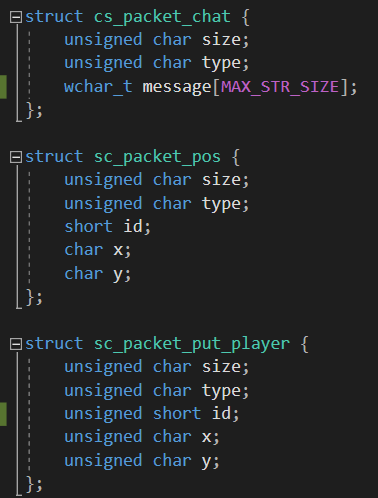 struct cs_packet_chat {
unsigned char size;
unsigned char type;
wchar_t message[MAX_STR_SIZE];
};
struct sc_packet_pos {
unsigned char size;
unsigned char type;
short id;
char x;
char y;
};
struct sc_packet_put_player {
unsigned char size;
unsigned char type;
unsigned short id;
unsigned char x;
unsigned char y;
};